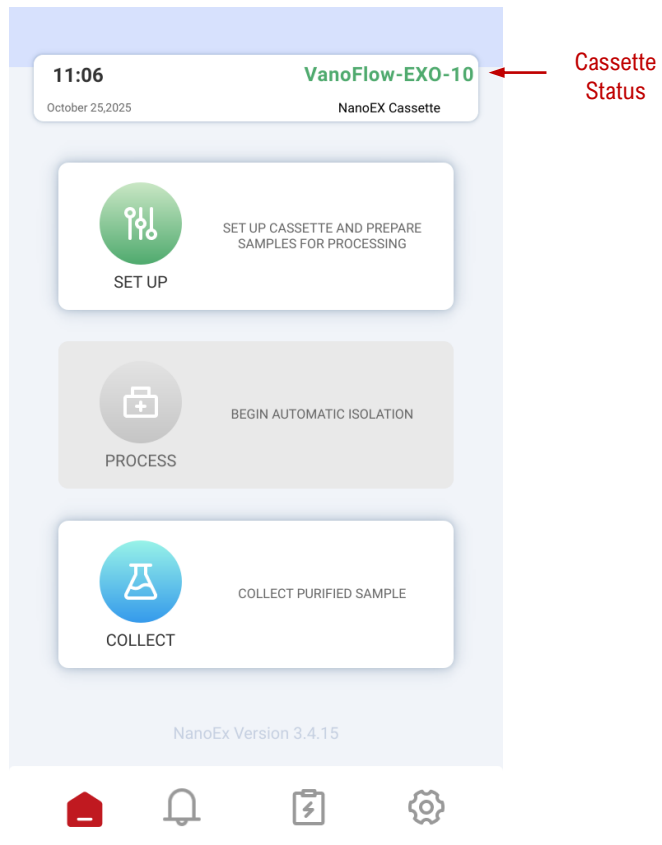 11:06
VanoFlow-EXO-10
October 25,2025
NanoEX Cassette
Cassette
Status
SET UP CASSETTE AND PREPARE
SAMPLES FOR PROCESSING
SET UP
BEGIN AUTOMATIC ISOLATION
PROCESS
COLLECT PURIFIED SAMPLE
COLLECT
NanoEx Version 3.4.15